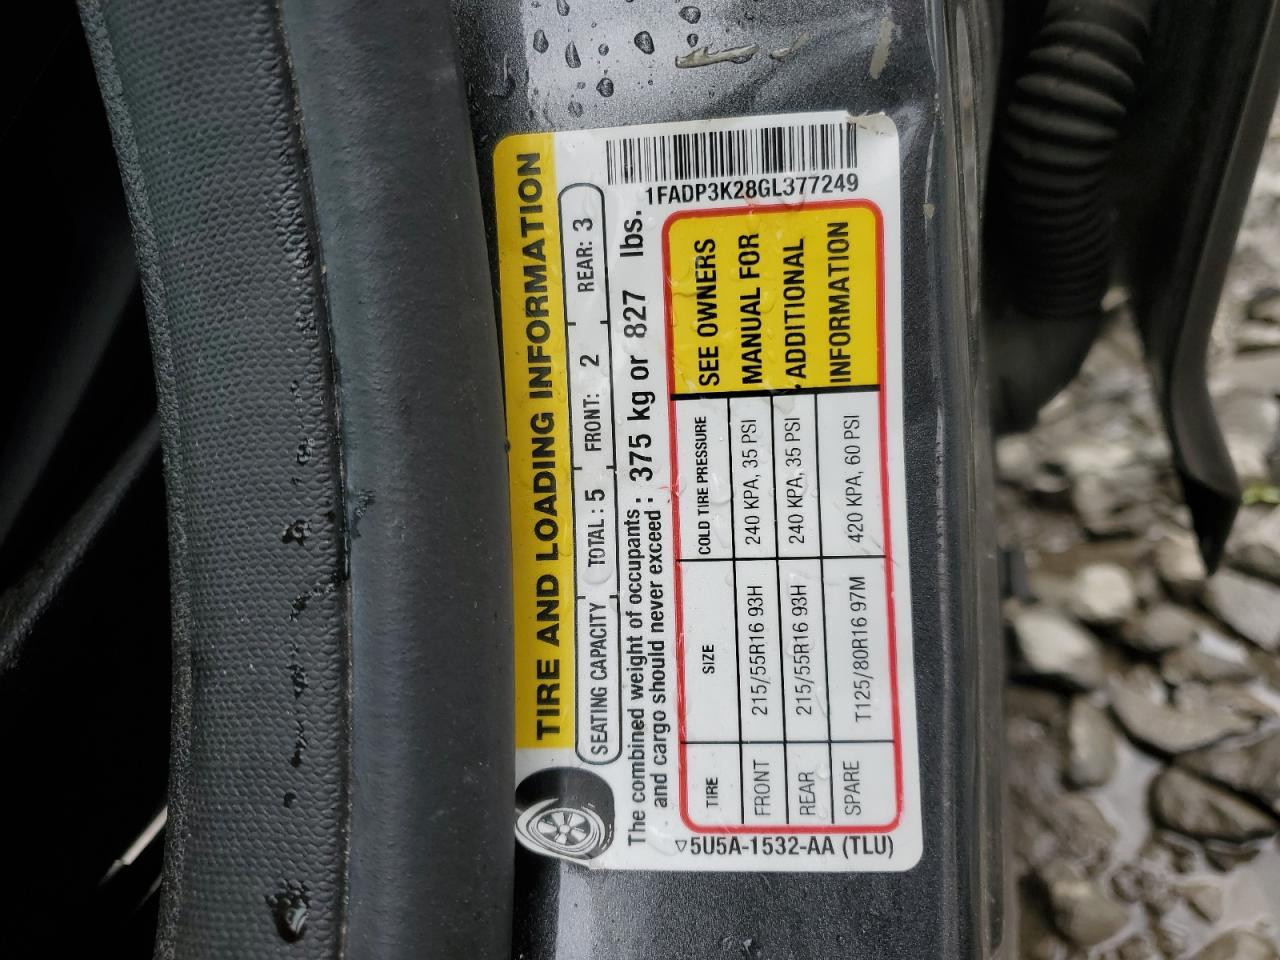 1FADP3K28GL377249
TIRE AND LOADING INFORMATION
SEATING CAPACITY TOTAL : 5 FRONT: 2 REAR: 3
The combined weight of occupants
and cargo should never exceed : 375 kg or 827 lbs.
TIRE SIZE COLD TIRE PRESSURE
FRONT 215/55R16 93H 240 KPA, 35 PSI
REAR 215/55R16 93H 240 KPA, 35 PSI
SPARE T125/80R16 97M 420 KPA, 60 PSI
SEE OWNERS
MANUAL FOR
ADDITIONAL
INFORMATION
▽5U5A-1532-AA (TLU)